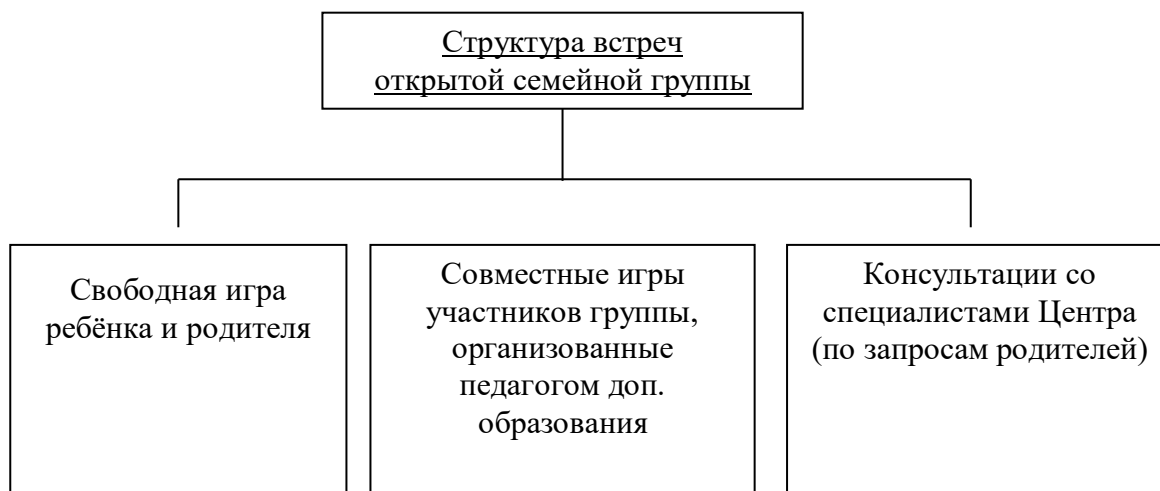 Структура встреч
открытой семейной группы
Свободная игра
ребёнка и родителя
Совместные игры
участников группы,
организованные
педагогом доп.
образования
Консультации со
специалистами Центра
(по запросам родителей)